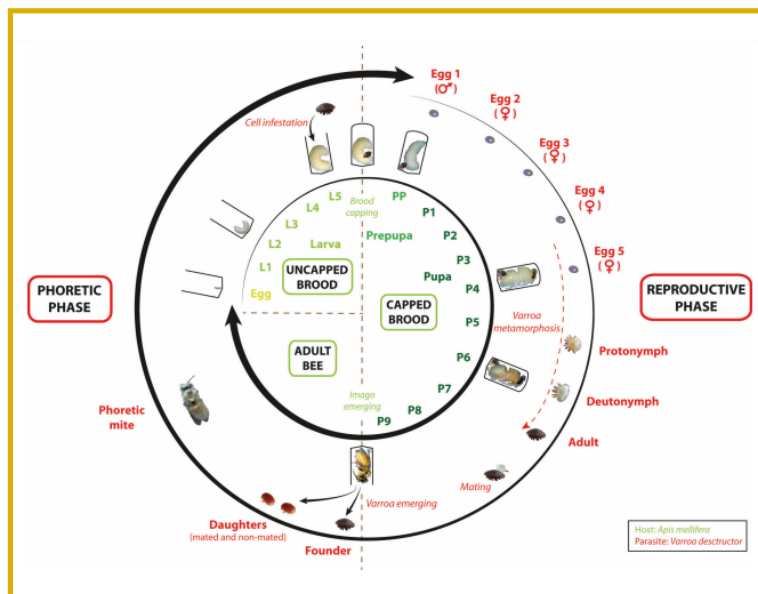 Egg 1
(♂)
Egg 2
(♀)
Egg 3
(♀)
Egg 4
(♀)
Egg 5
(♀)
Cell infestation
L5
L4
L3
L2
L1
Egg
Larva
Brood
capping
PP
Prepupa
P1
P2
P3
Pupa
P4
P5
P6
P7
P8
P9
UNCAPPED
BROOD
CAPPED
BROOD
ADULT
BEE
Imago
emerging
PHORETIC
PHASE
REPRODUCTIVE
PHASE
Varroa
metamorphosis
Protonymph
Deutonymph
Adult
Mating
Phoretic
mite
Varroa emerging
Daughters
(mated and non-mated)
Founder
Host: Apis mellifera
Parasite: Varroa desctructor